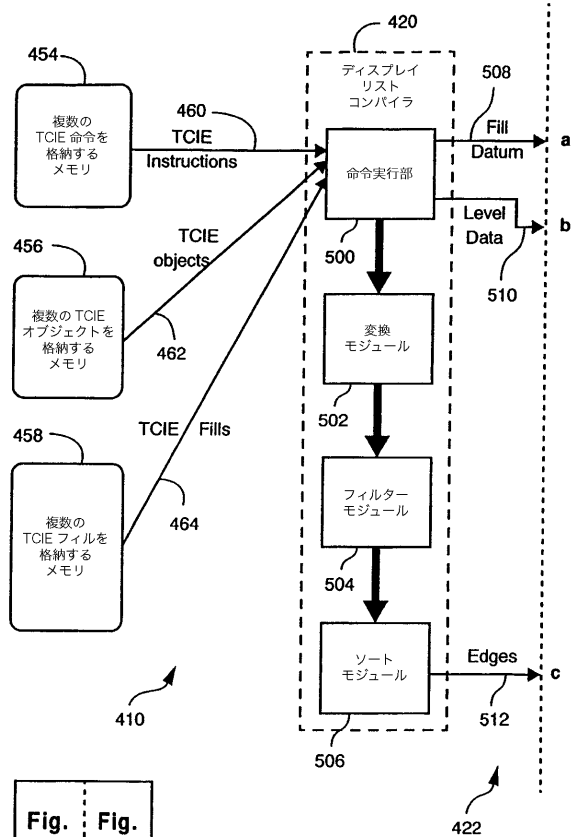 420
454
複数の
TCIE 命令を
格納する
メモリ
460
TCIE
Instructions
ディスプレイ
リスト
コンパイラ
508
Fill
Datum
a
命令実行部
500
Level
Data
b
510
456
複数の TCIE
オブジェクトを
格納する
メモリ
TCIE
objects
462
変換
モジュール
502
458
複数の
TCIE フィルを
格納する
メモリ
TCIE
Fills
464
フィルター
モジュール
504
ソート
モジュール
506
Edges
c
512
410
422
Fig.
Fig.